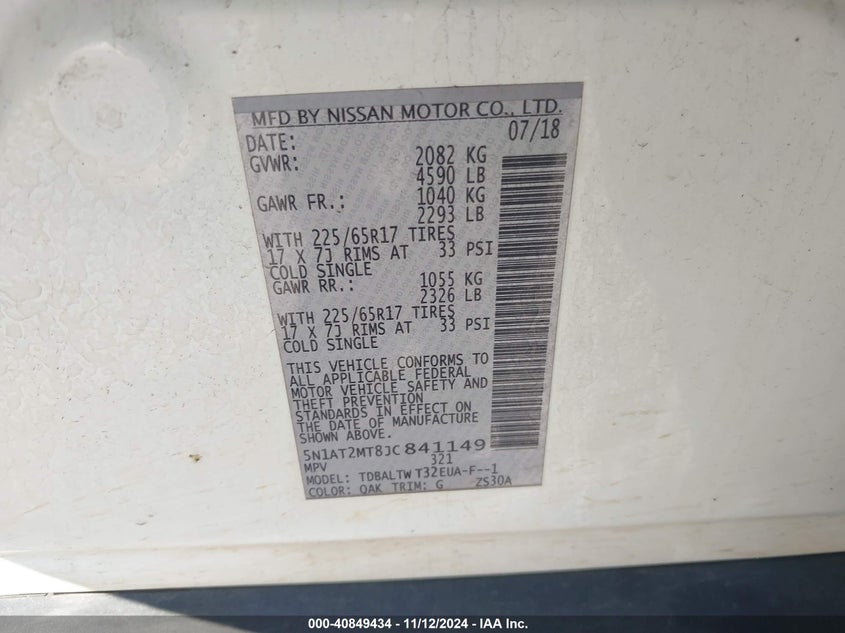 MFD BY NISSAN MOTOR CO., LTD.
DATE: 07/18
GVWR: 2082 KG
4590 LB
GAWR FR.: 1040 KG
2293 LB
WITH 225/65R17 TIRES
17 X 7J RIMS AT 33 PSI
COLD SINGLE
GAWR RR.: 1055 KG
2326 LB
WITH 225/65R17 TIRES
17 X 7J RIMS AT 33 PSI
COLD SINGLE
THIS VEHICLE CONFORMS TO
ALL APPLICABLE FEDERAL
MOTOR VEHICLE SAFETY AND
THEFT PREVENTION
STANDARDS IN EFFECT ON
THE DATE OF MANUFACTURE
SHOWN ABOVE.
5N1AT2MT8JC841149
MPV 321
MODEL: TDBALTW T32EUA-F--1
COLOR: QAK TRIM: G ZS30A
000-40849434 - 11/12/2024 - IAA Inc.